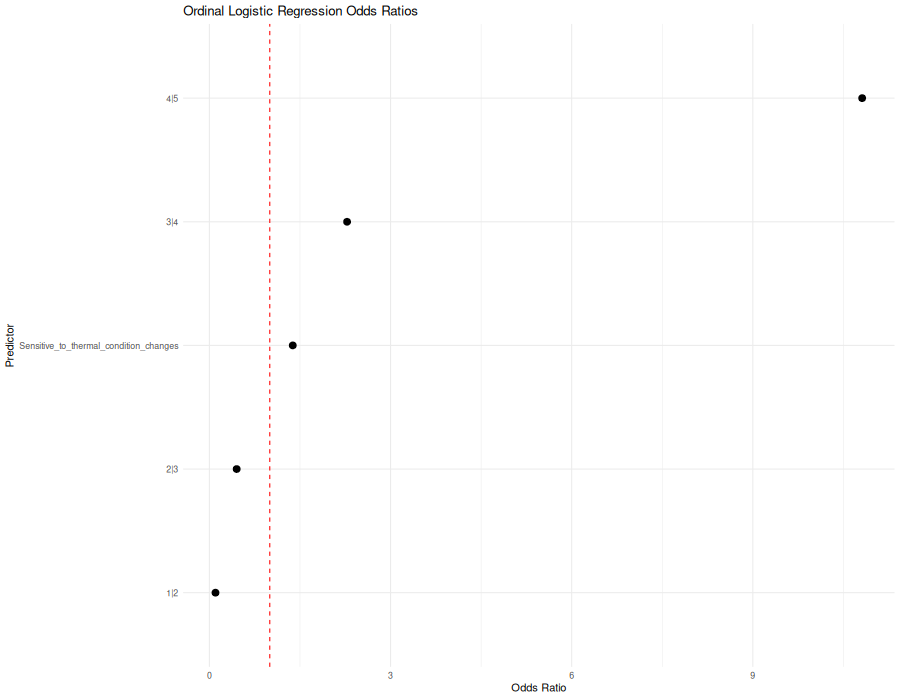 Ordinal Logistic Regression Odds Ratios
4|5
3|4
Sensitive_to_thermal_condition_changes
2|3
1|2
Predictor
0 3 6 9
Odds Ratio